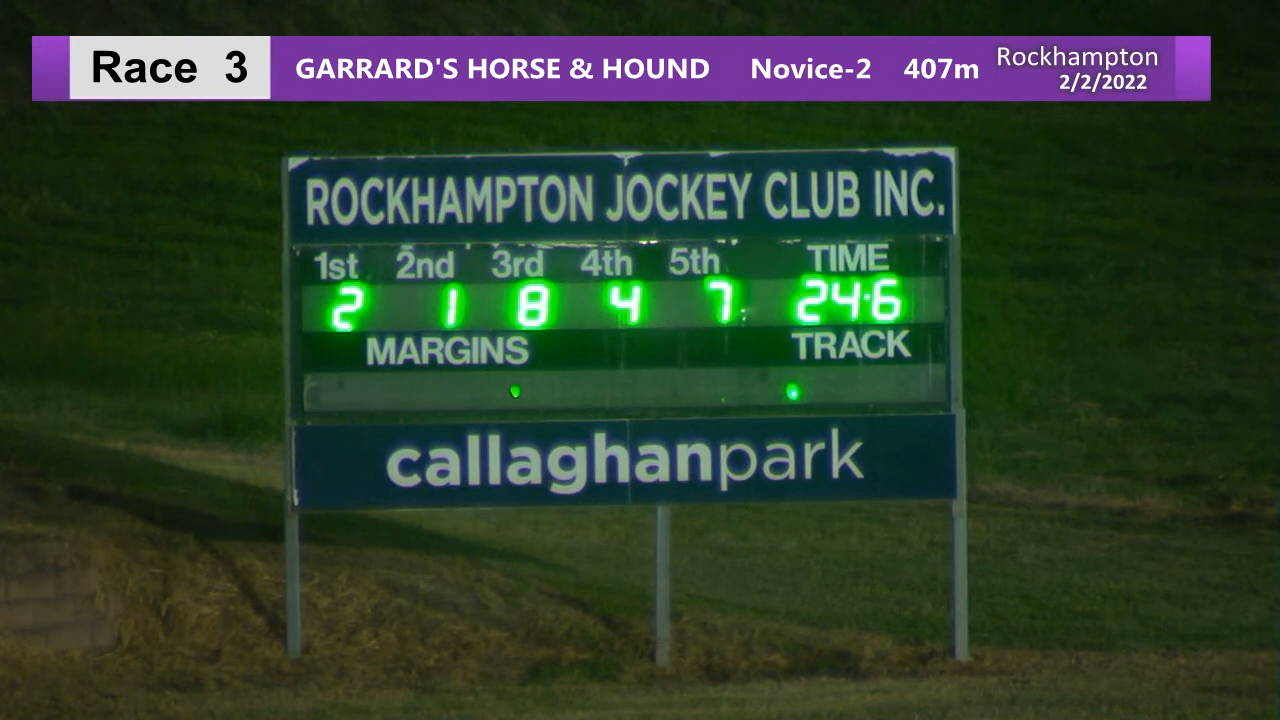 Race 3 GARRARD'S HORSE & HOUND Novice-2 407m Rockhampton
2/2/2022
ROCKHAMPTON JOCKEY CLUB INC.
1st 2nd 3rd 4th 5th TIME
2 1 8 4 7 24.6
MARGINS TRACK
callaghanpark